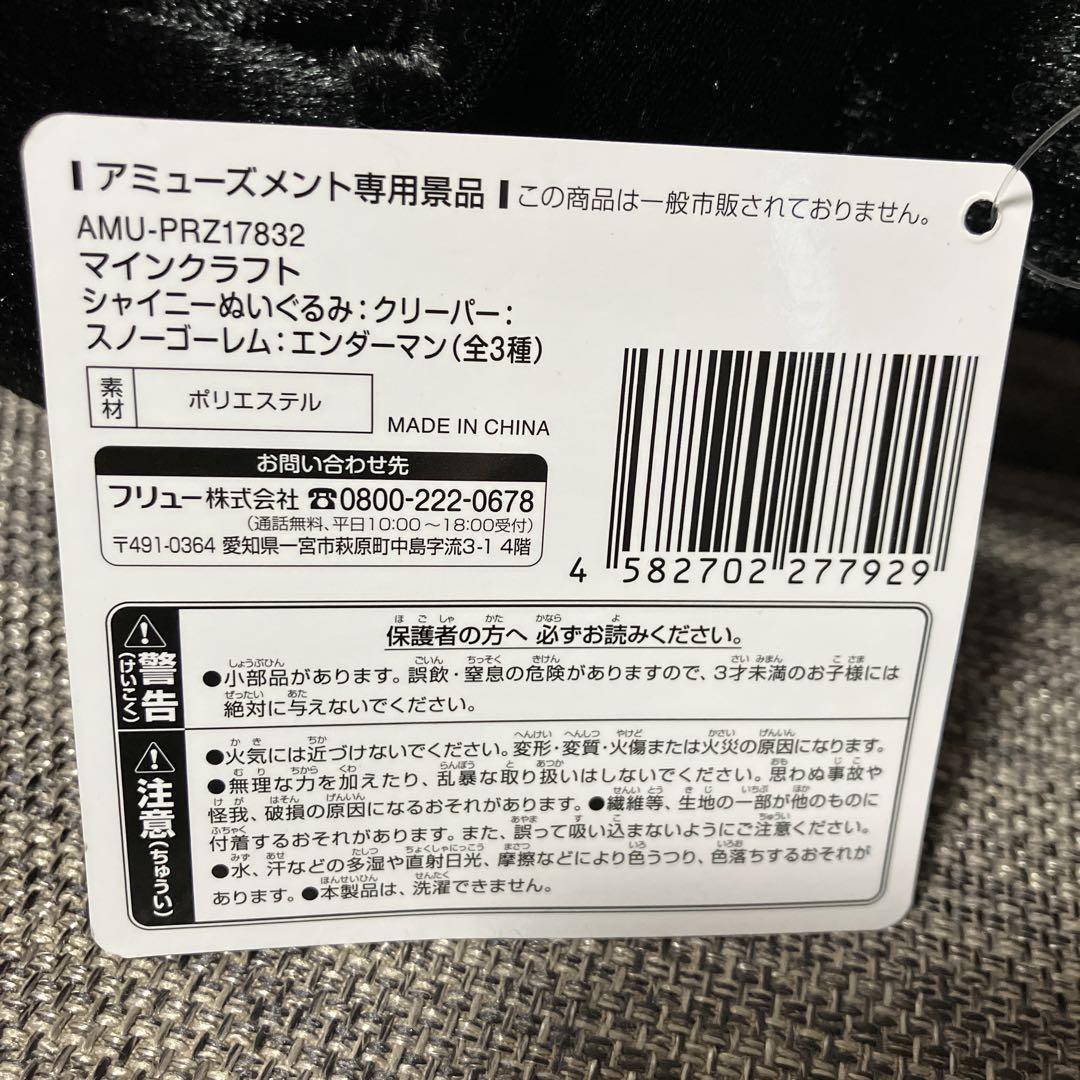 アミューズメント専用景品 この商品は一般市販されておりません。
AMU-PRZ17832
マインクラフト
シャイニーぬいぐるみ：クリーパー：
スノーゴーレム：エンダーマン（全3種）
素材 ポリエステル
MADE IN CHINA
お問い合わせ先
フリュー株式会社 ☎0800-222-0678
（通話無料、平日10:00～18:00受付）
〒491-0364 愛知県一宮市萩原町中島字流3-1 4階
4 582702 277929
警告（けいこく）
保護者の方へ 必ずお読みください。
●小部品があります。誤飲・窒息の危険がありますので、3才未満のお子様には
絶対に与えないでください。
注意（ちゅうい）
●火気には近づけないでください。変形・変質・火傷または火災の原因になります。
●無理な力を加えたり、乱暴な取り扱いはしないでください。思わぬ事故や
怪我、破損の原因になるおそれがあります。●繊維等、生地の一部が他のものに
付着するおそれがあります。また、誤って吸い込まないようにご注意ください。
●水、汗などの多湿や直射日光、摩擦などにより色うつり、色落ちするおそれが
あります。●本製品は、洗濯できません。